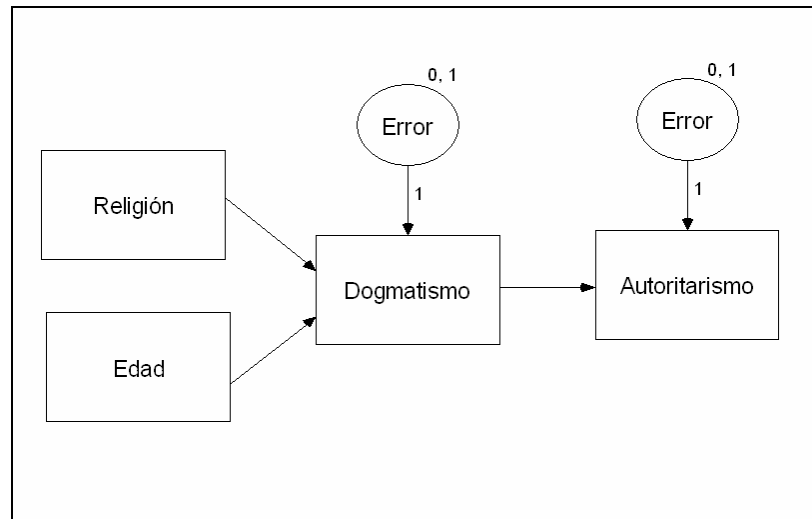 0, 1
0, 1
Error
Error
1
1
Religión
Dogmatismo
Autoritarismo
Edad